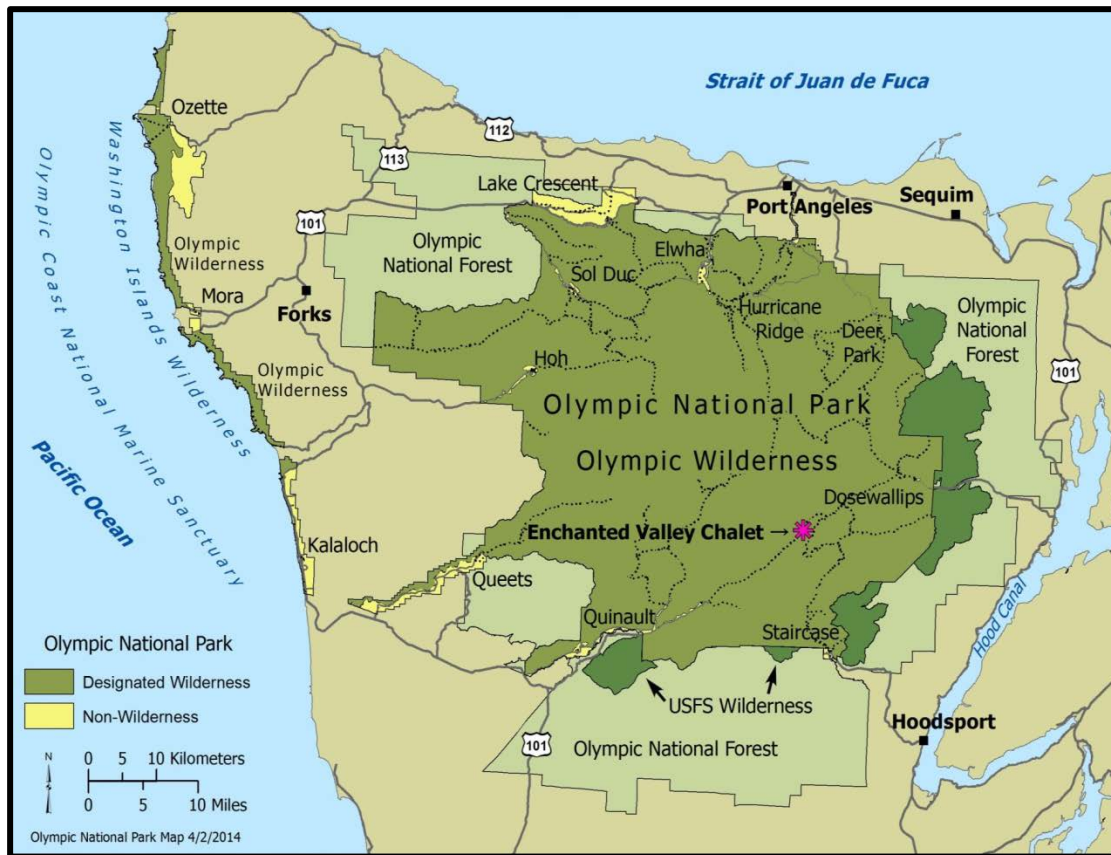 Strait of Juan de Fuca
Ozette
112
113
Lake Crescent
Port Angeles
Sequim
Washington Islands Wilderness
Olympic Coast National Marine Sanctuary
Pacific Ocean
101
Olympic
Wilderness
Olympic
National Forest
Elwha
Sol Duc
Mora
Forks
Hurricane
Ridge
Deer
Park
Olympic
National
Forest
101
Hoh
Olympic
Wilderness
Olympic National Park
Olympic Wilderness
Dosewallips
Enchanted Valley Chalet →
Kalaloch
Queets
Quinault
Staircase
Hood Canal
USFS Wilderness
Hoodsport
101
Olympic National Forest
Olympic National Park
Designated Wilderness
Non-Wilderness
N
0 5 10 Kilometers
0 5 10 Miles
Olympic National Park Map 4/2/2014